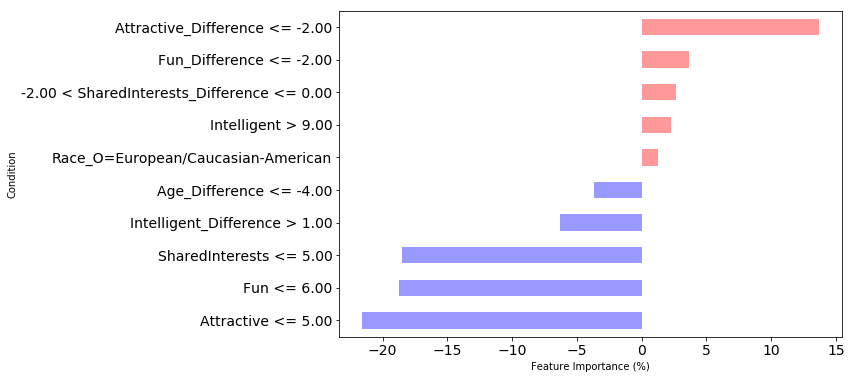 Attractive_Difference <= -2.00
Fun_Difference <= -2.00
-2.00 < SharedInterests_Difference <= 0.00
Intelligent > 9.00
Race_O=European/Caucasian-American
Age_Difference <= -4.00
Intelligent_Difference > 1.00
SharedInterests <= 5.00
Fun <= 6.00
Attractive <= 5.00
Condition
−20 −15 −10 −5 0 5 10 15
Feature Importance (%)